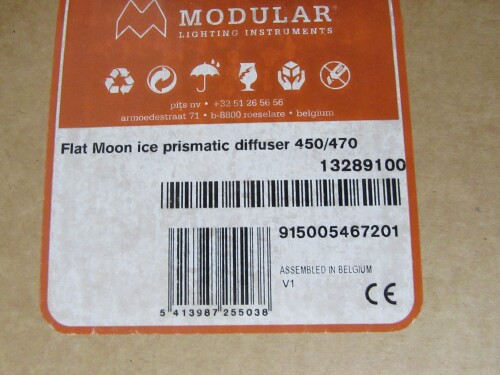 MODULAR
LIGHTING INSTRUMENTS
pits nv • +32 51 26 56 56
armoedestraat 71 • b-8800 roeselare • belgium
Flat Moon ice prismatic diffuser 450/470
13289100
915005467201
ASSEMBLED IN BELGIUM
V1
CE
5 413987 255038